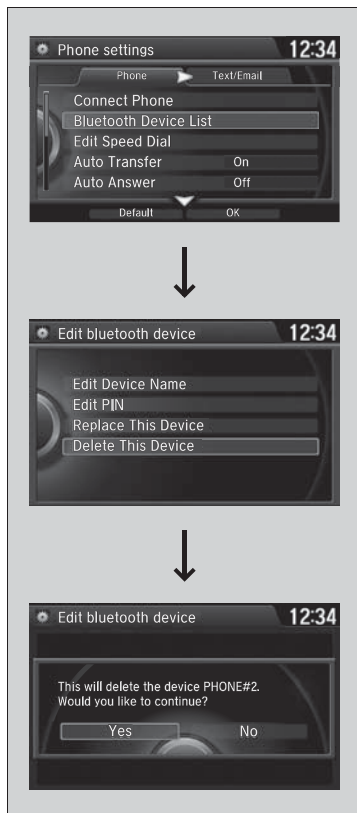 Phone settings 12:34
Phone Text/Email
Connect Phone
Bluetooth Device List
Edit Speed Dial
Auto Transfer On
Auto Answer Off
Default OK
Edit bluetooth device 12:34
Edit Device Name
Edit PIN
Replace This Device
Delete This Device
Edit bluetooth device 12:34
This will delete the device PHONE#2.
Would you like to continue?
Yes No